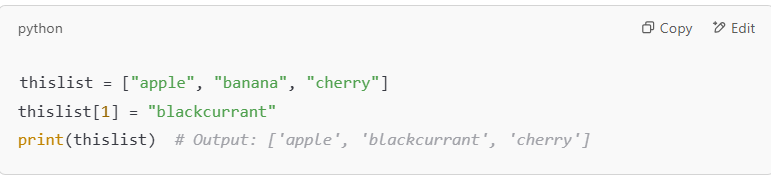 python
Copy
Edit
thislist = ["apple", "banana", "cherry"]
thislist[1] = "blackcurrant"
print(thislist)  # Output: ['apple', 'blackcurrant', 'cherry']